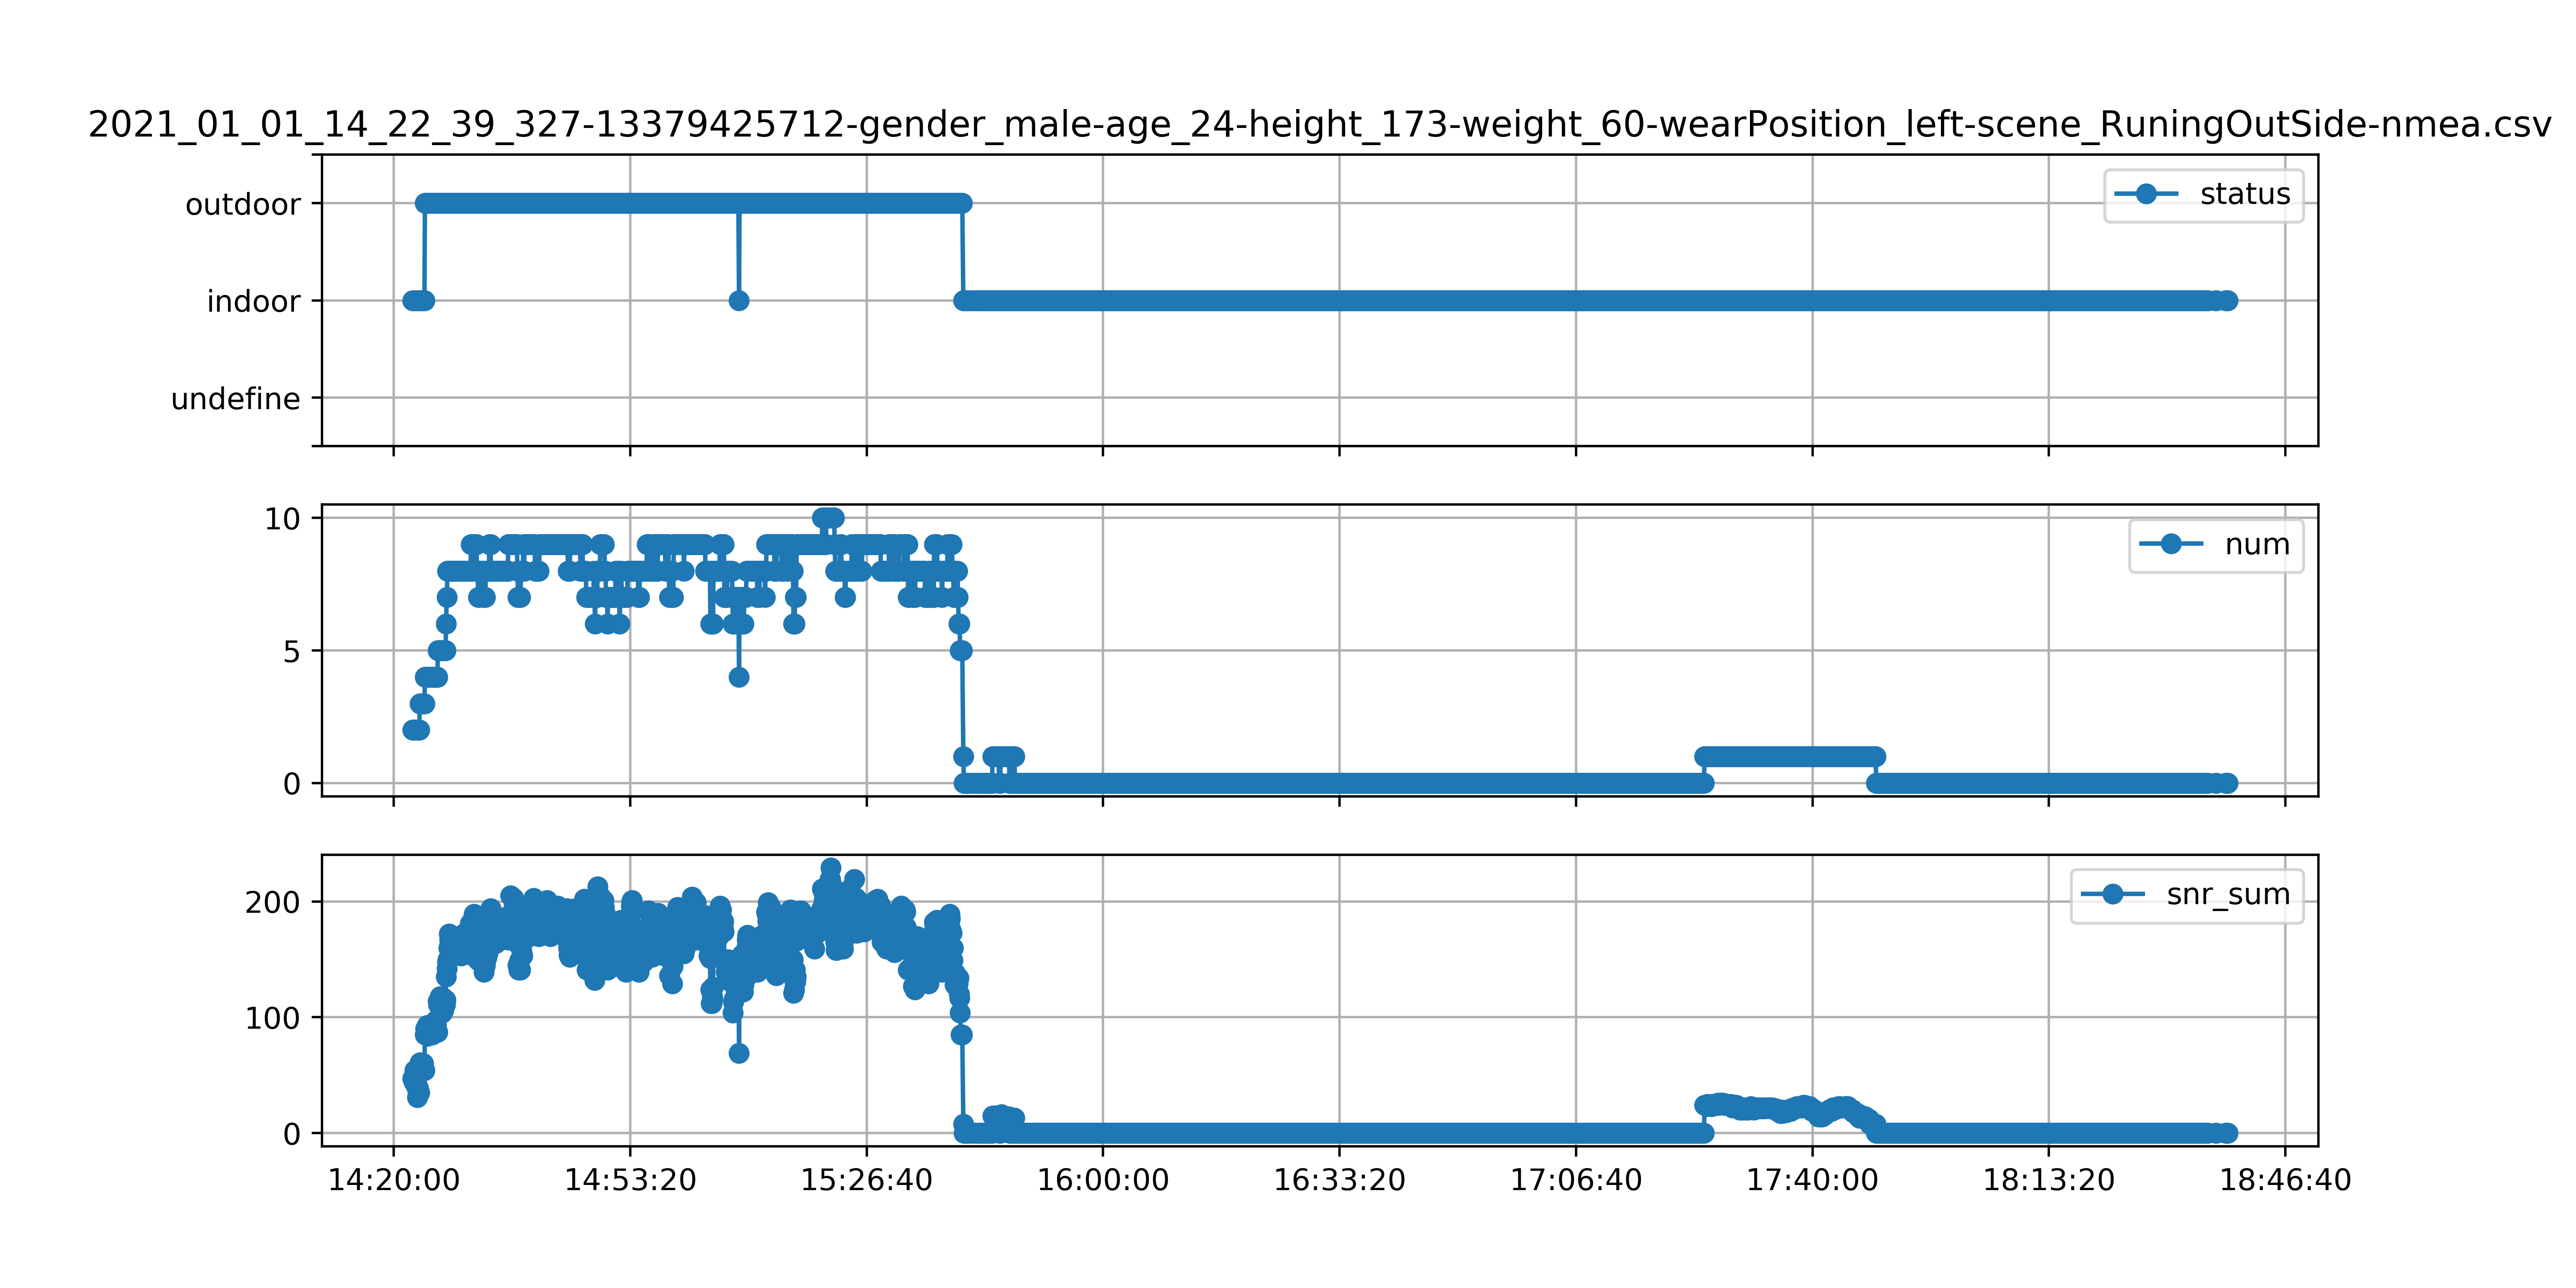 2021_01_01_14_22_39_327-13379425712-gender_male-age_24-height_173-weight_60-wearPosition_left-scene_RuningOutSide-nmea.csv
outdoor
indoor
undefine
status
10
5
0
num
200
100
0
snr_sum
14:20:00 14:53:20 15:26:40 16:00:00 16:33:20 17:06:40 17:40:00 18:13:20 18:46:40